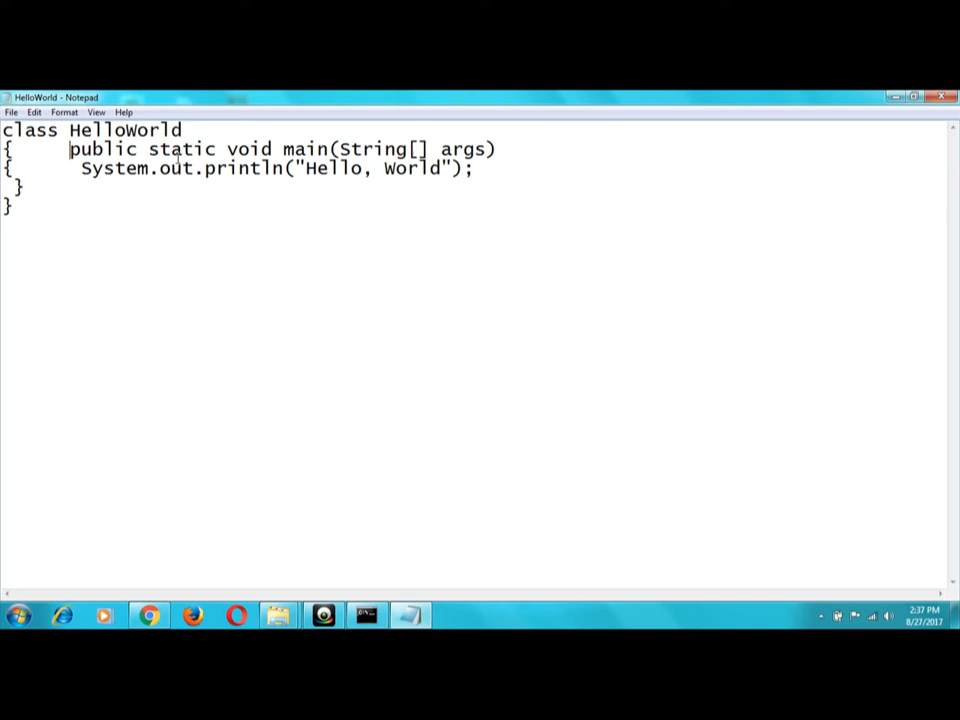 HelloWorld - Notepad
File Edit Format View Help
class HelloWorld
{ public static void main(String[] args)
{ System.out.println("Hello, World");
}
}
2:37 PM
8/27/2017